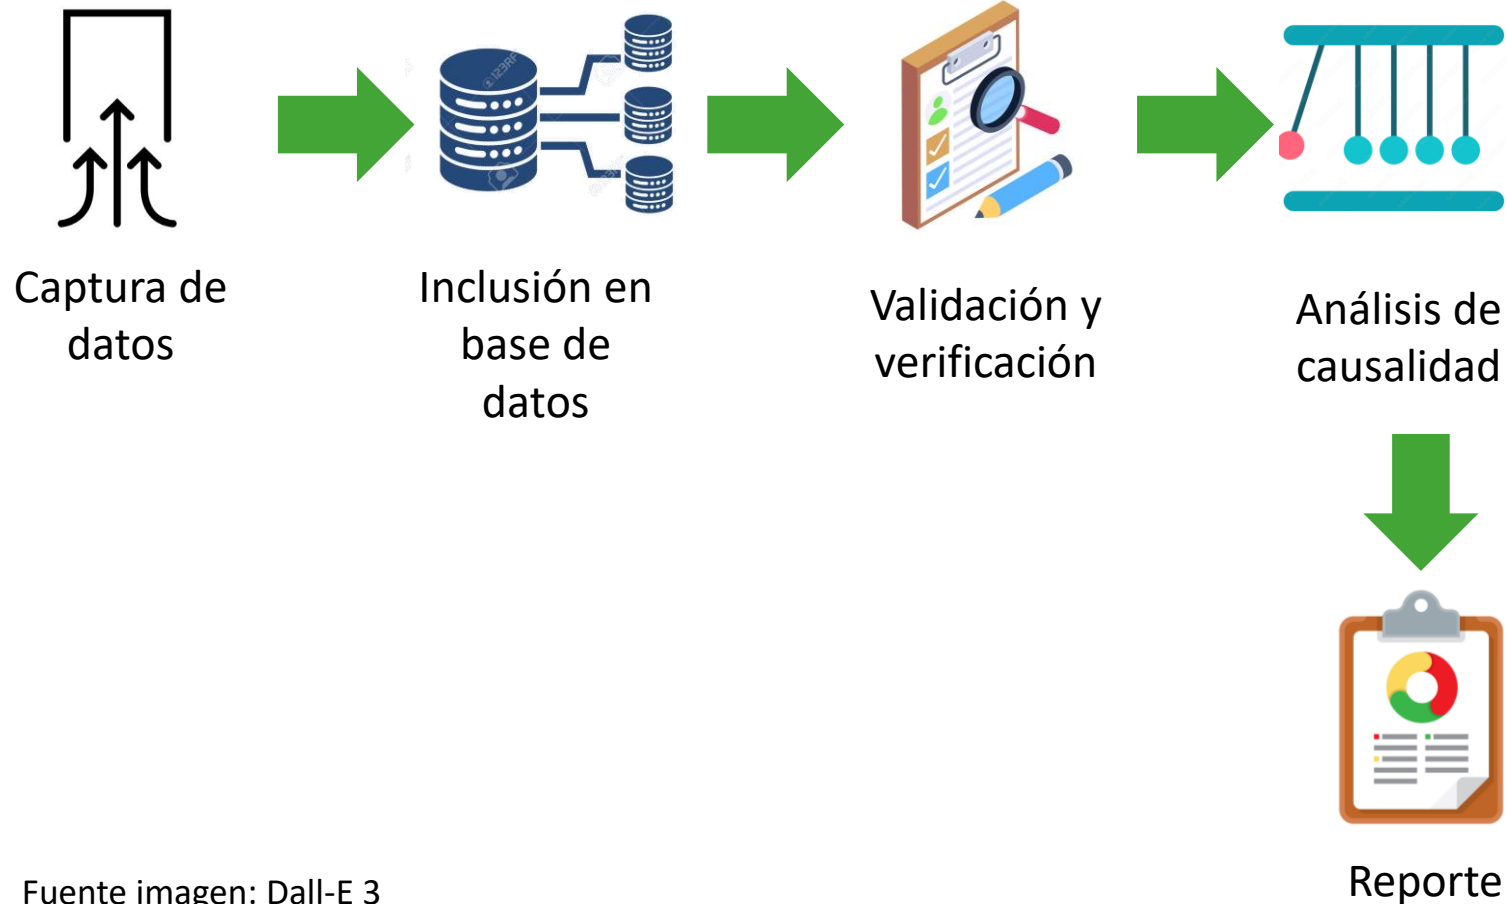 Captura de
datos
Inclusión en
base de
datos
Validación y
verificación
Análisis de
causalidad
Reporte
Fuente imagen: Dall-E 3